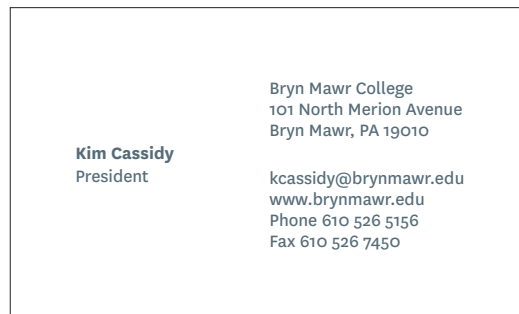 Kim Cassidy
President
Bryn Mawr College
101 North Merion Avenue
Bryn Mawr, PA 19010
kcassidy@brynmawr.edu
www.brynmawr.edu
Phone 610 526 5156
Fax 610 526 7450